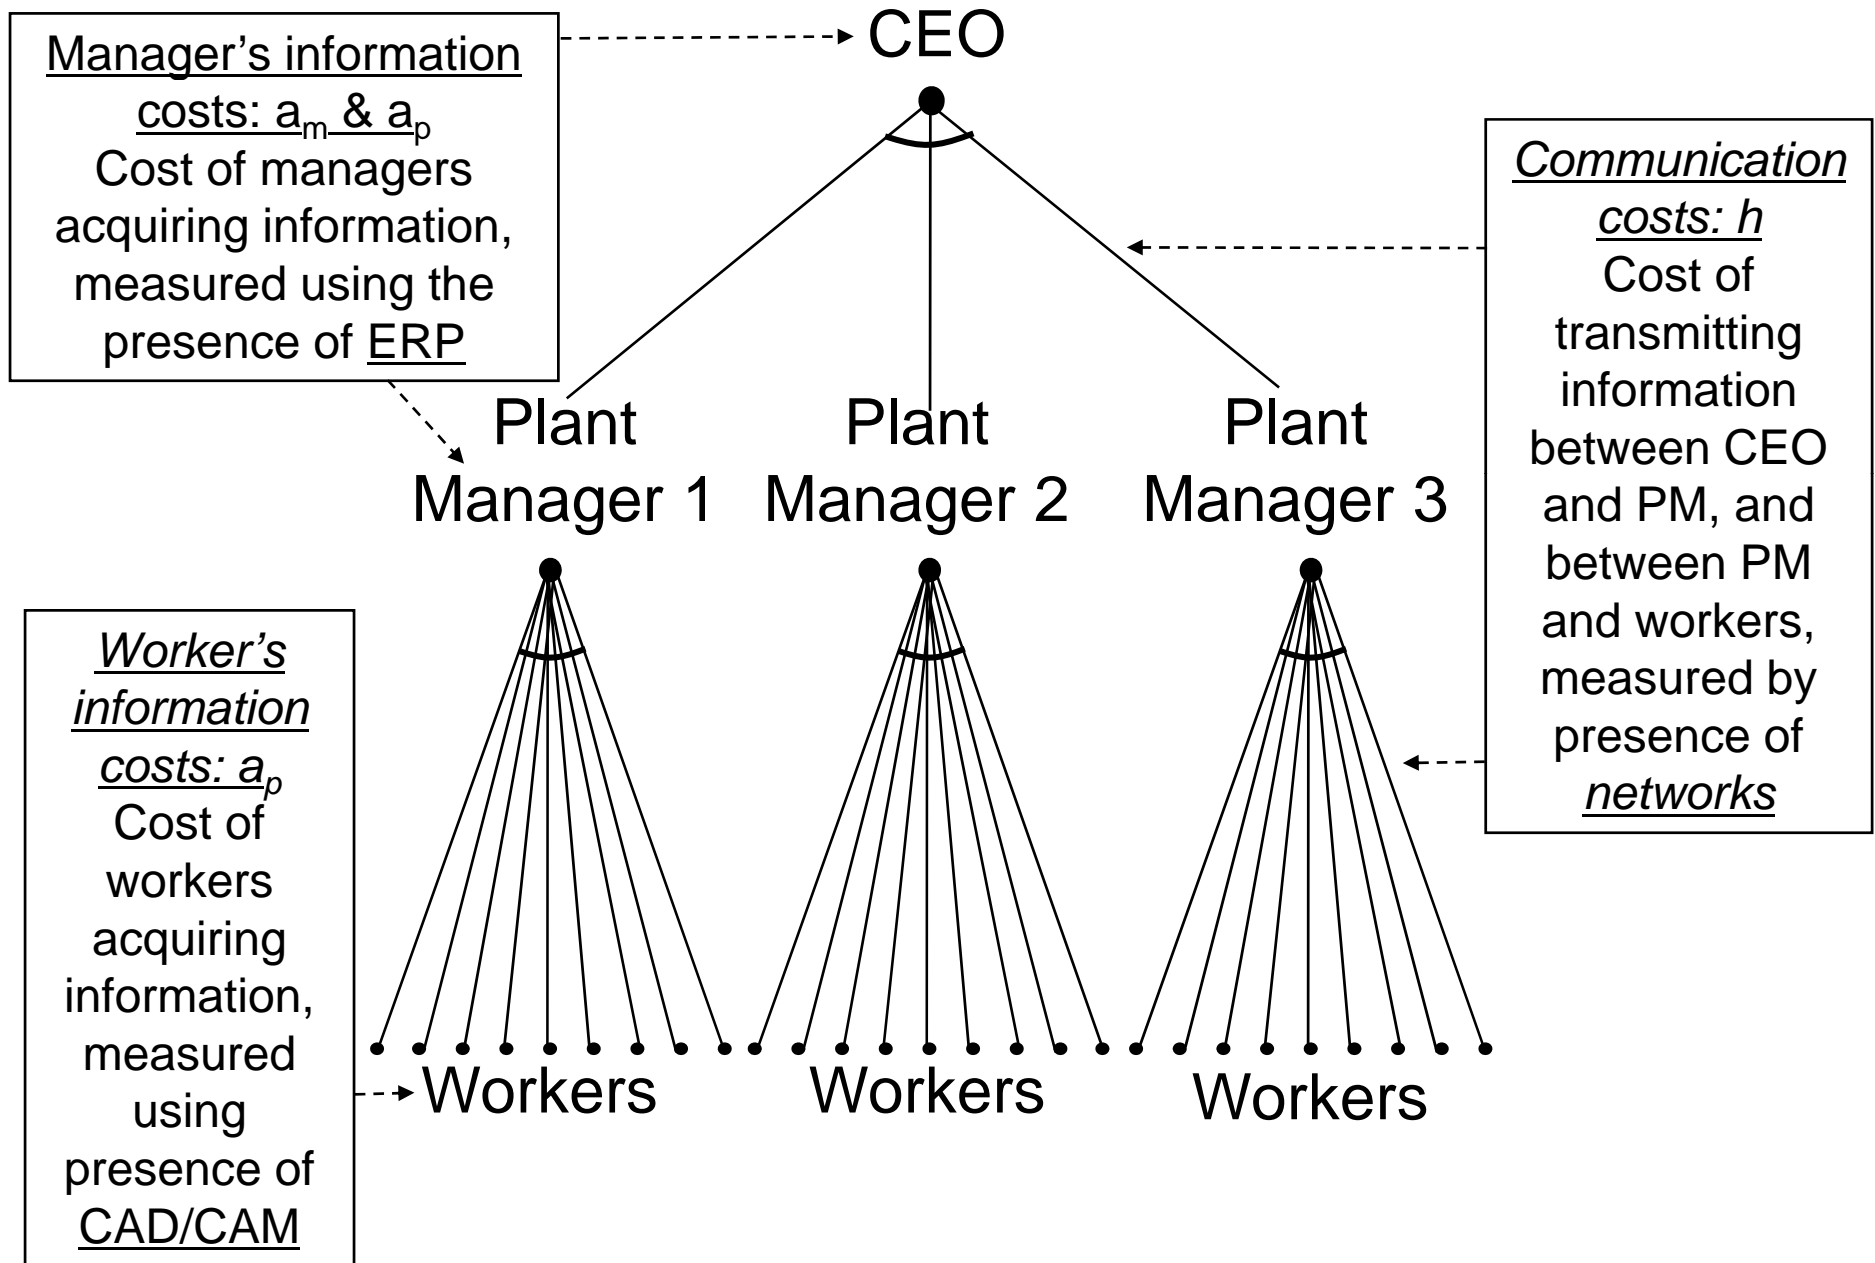 Manager’s information
costs: aₘ & aₚ
Cost of managers
acquiring information,
measured using the
presence of ERP
CEO
Communication
costs: h
Cost of
transmitting
information
between CEO
and PM, and
between PM
and workers,
measured by
presence of
networks
Plant
Manager 1
Plant
Manager 2
Plant
Manager 3
Worker’s
information
costs: aₚ
Cost of
workers
acquiring
information,
measured
using
presence of
CAD/CAM
Workers
Workers
Workers